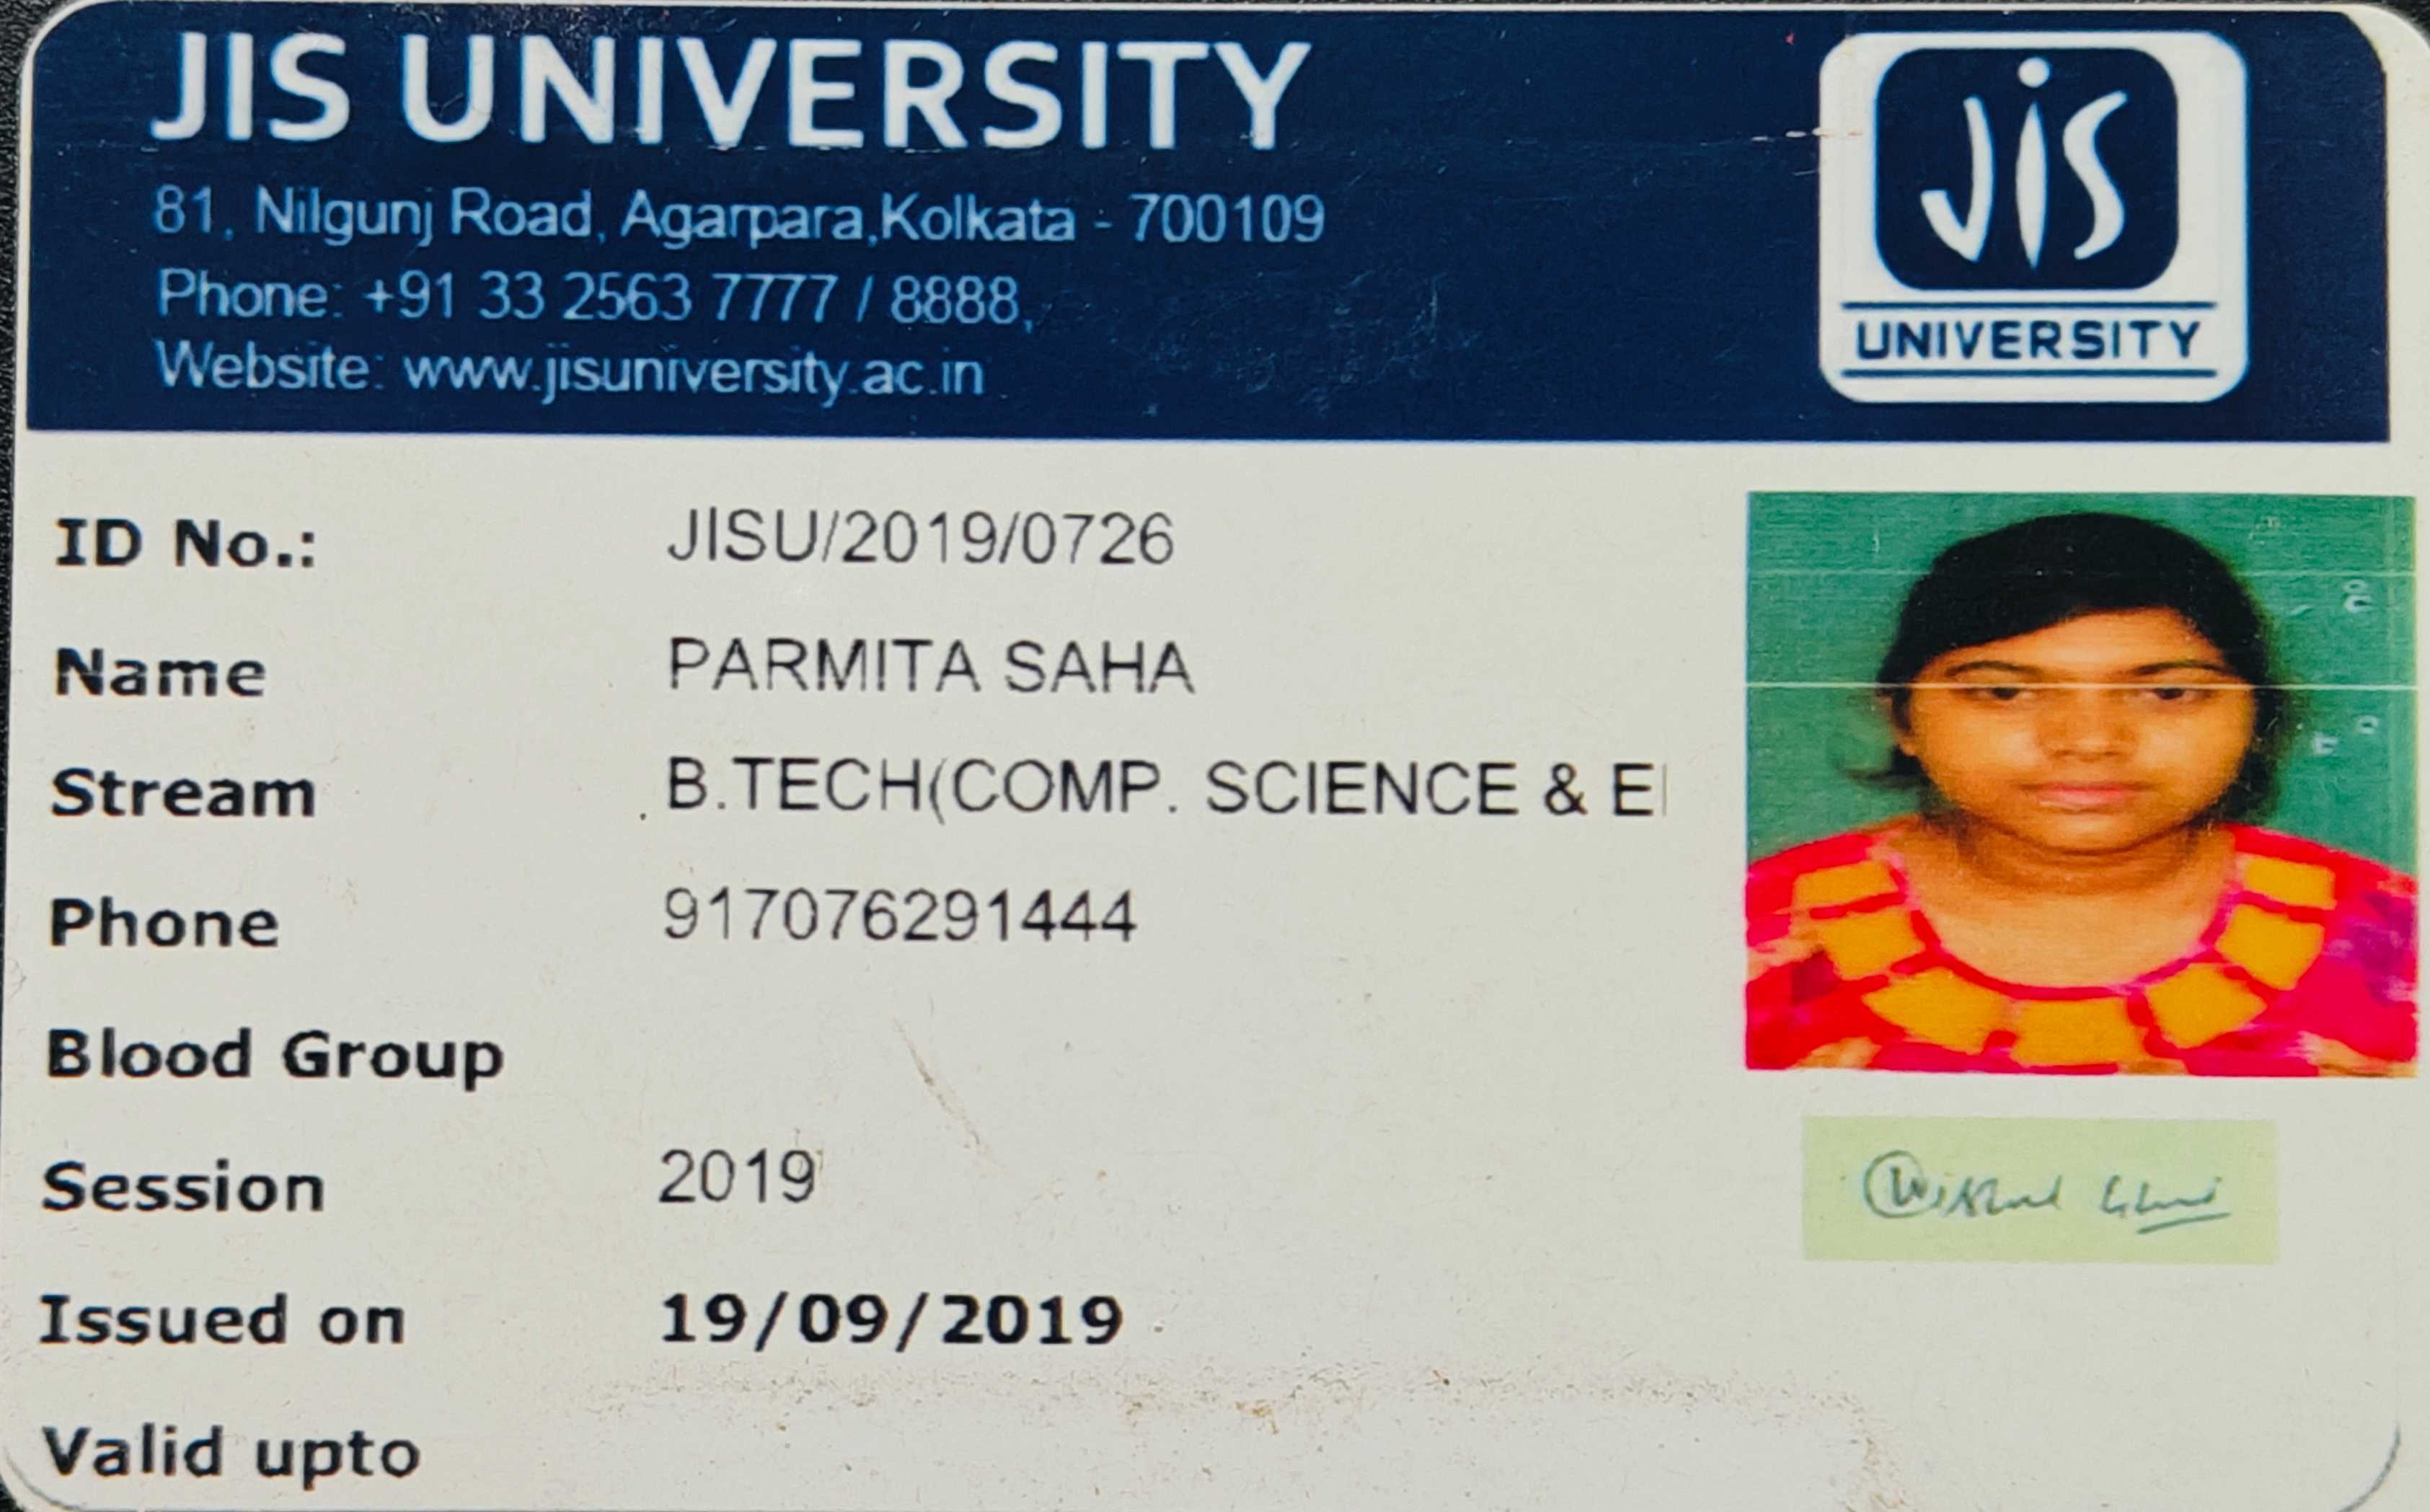 JIS UNIVERSITY
81, Nilgunj Road, Agarpara,Kolkata - 700109
Phone: +91 33 2563 7777 / 8888,
Website: www.jisuniversity.ac.in
JIS
UNIVERSITY
ID No.: JISU/2019/0726
Name PARMITA SAHA
Stream B.TECH(COMP. SCIENCE & E
Phone 917076291444
Blood Group
Session 2019
Issued on 19/09/2019
Valid upto